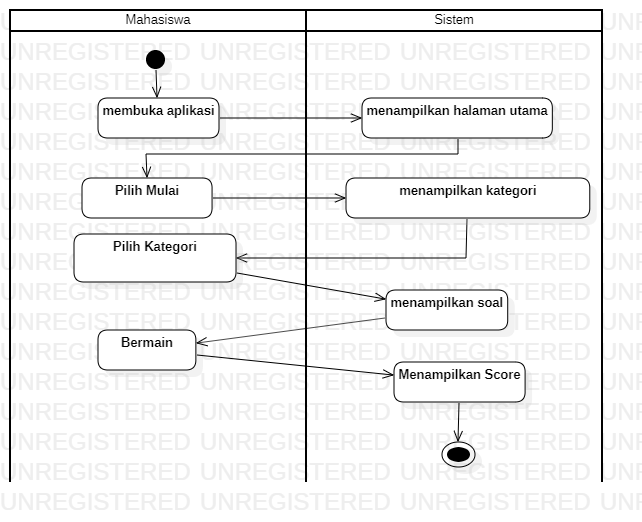 Mahasiswa
Sistem
membuka aplikasi
menampilkan halaman utama
Pilih Mulai
menampilkan kategori
Pilih Kategori
menampilkan soal
Bermain
Menampilkan Score
UNREGISTERED UNREGISTERED UNREGISTERED UN